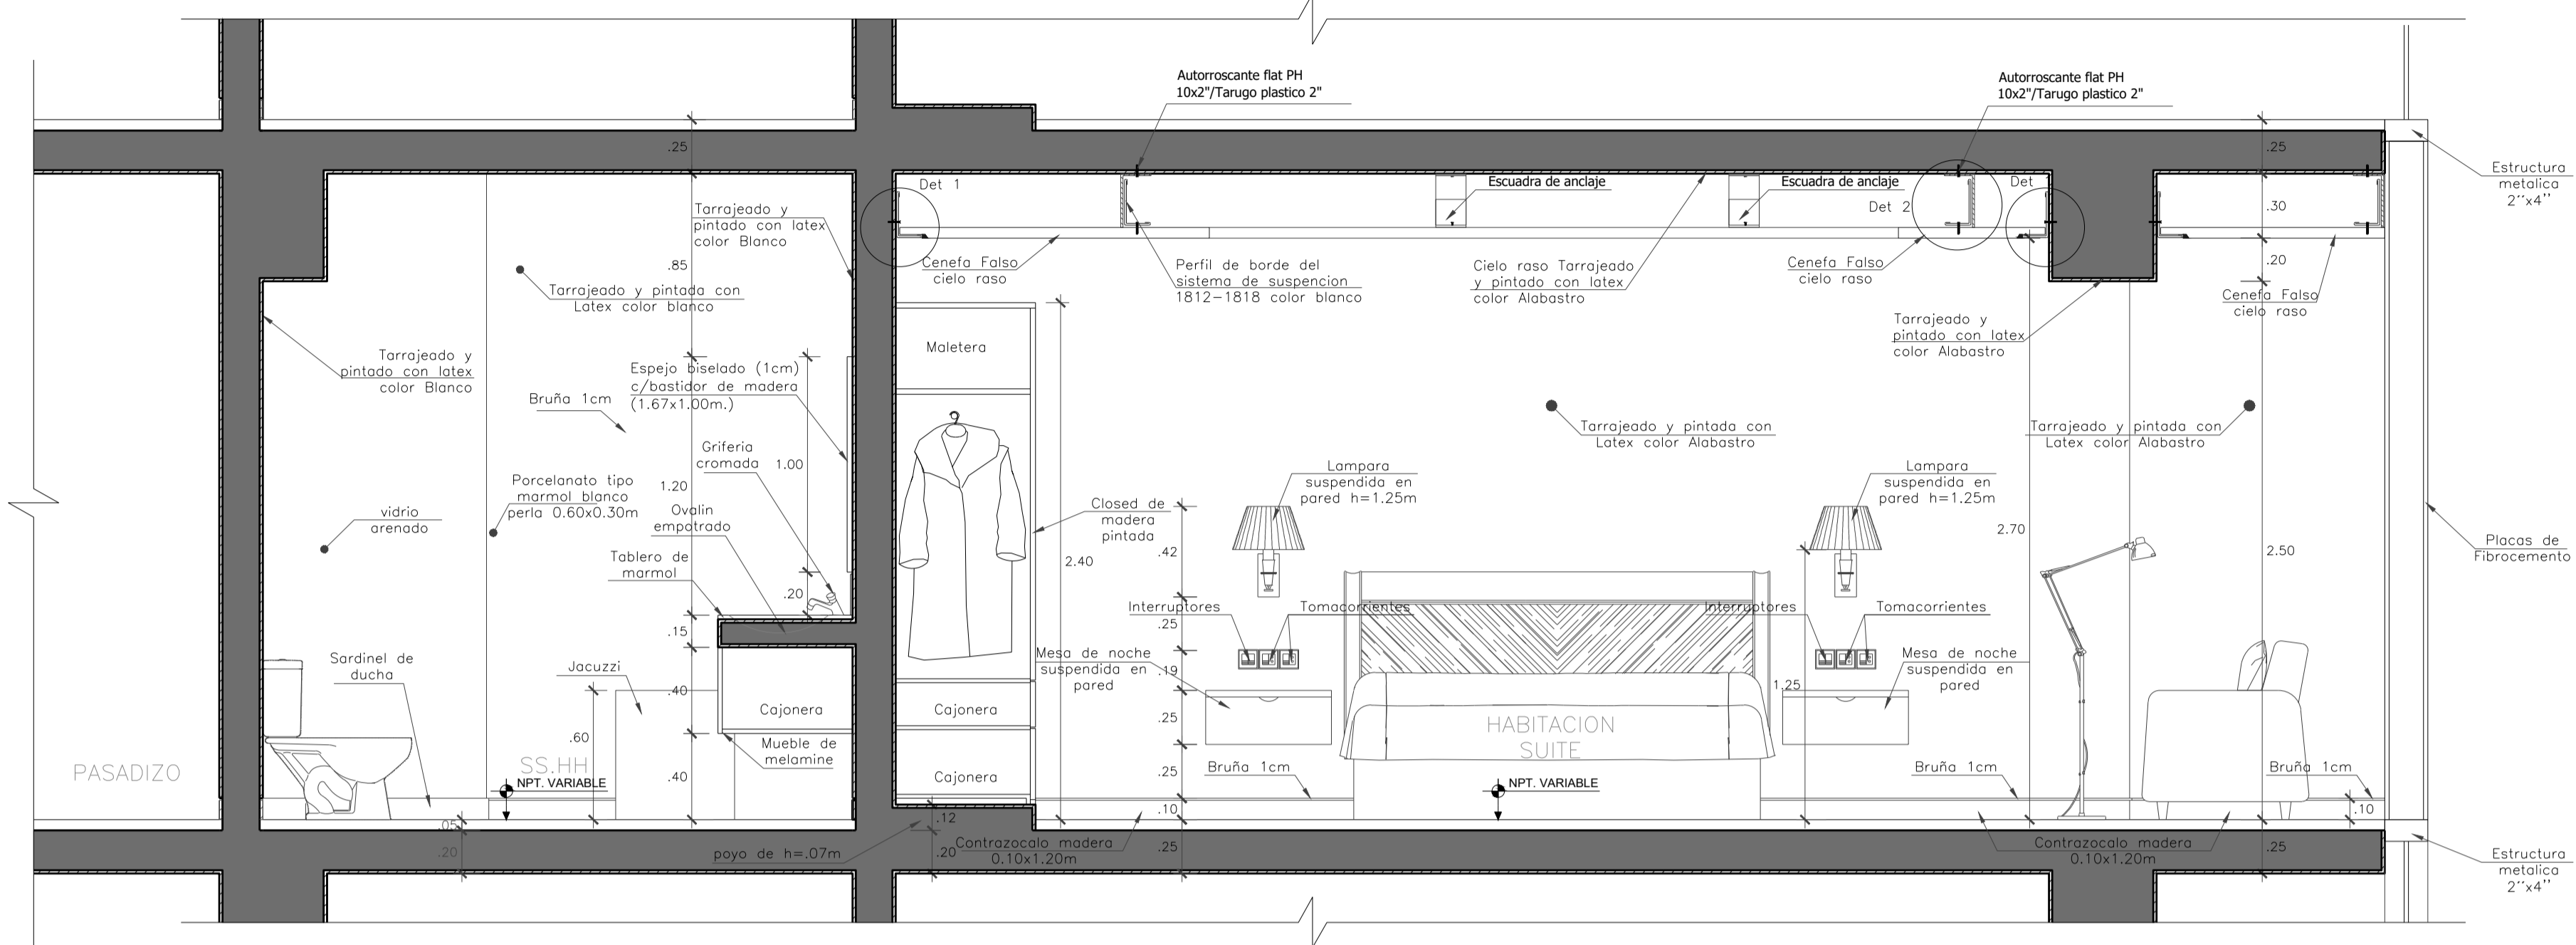 Autorroscante flat PH
10x2"/Tarugo plastico 2"
Autorroscante flat PH
10x2"/Tarugo plastico 2"
.25
.25
Estructura
metalica
2´´x4’’
Det 1
Escuadra de anclaje
Escuadra de anclaje
Det 2
Det
.30
Tarrajeado y
pintado con latex
color Blanco
.85
Cenefa Falso
cielo raso
Perfil de borde del
sistema de suspencion
1812-1818 color blanco
Cielo raso Tarrajeado
y pintado con latex
color Alabastro
Cenefa Falso
cielo raso
.20
Cenefa Falso
cielo raso
Tarrajeado y pintada con
Latex color blanco
Tarrajeado y
pintado con latex
color Alabastro
Tarrajeado y
pintado con latex
color Blanco
Maletera
Espejo biselado (1cm)
c/bastidor de madera
(1.67x1.00m.)
Bruña 1cm
Tarrajeado y pintada con
Latex color Alabastro
Tarrajeado y pintada con
Latex color Alabastro
Griferia
cromada
1.00
Lampara
suspendida en
pared h=1.25m
Lampara
suspendida en
pared h=1.25m
Porcelanato tipo
marmol blanco
perla 0.60x0.30m
1.20
Ovalin
empotrado
vidrio
arenado
Closed de
madera
pintada
2.40
.42
2.70
2.50
Placas de
Fibrocemento
Tablero de
marmol
.20
Interruptores
Tomacorrientes
Interruptores
Tomacorrientes
.15
.25
Sardinel de
ducha
Jacuzzi
.40
Mesa de noche
suspendida en
pared
.19
1.25
Mesa de noche
suspendida en
pared
Cajonera
Cajonera
.25
HABITACION
SUITE
.60
Mueble de
melamine
PASADIZO
SS.HH
NPT. VARIABLE
.40
Cajonera
.25
Bruña 1cm
NPT. VARIABLE
Bruña 1cm
Bruña 1cm
.10
.10
.05
.12
.20
poyo de h=.07m
.20
Contrazocalo madera
0.10x1.20m
.25
Contrazocalo madera
0.10x1.20m
.25
Estructura
metalica
2´´x4’’